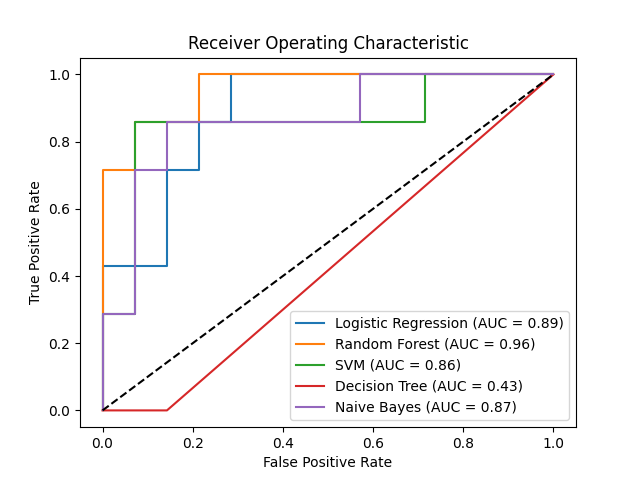 Receiver Operating Characteristic
True Positive Rate
1.0
0.8
0.6
0.4
0.2
0.0
Logistic Regression (AUC = 0.89)
Random Forest (AUC = 0.96)
SVM (AUC = 0.86)
Decision Tree (AUC = 0.43)
Naive Bayes (AUC = 0.87)
0.0 0.2 0.4 0.6 0.8 1.0
False Positive Rate